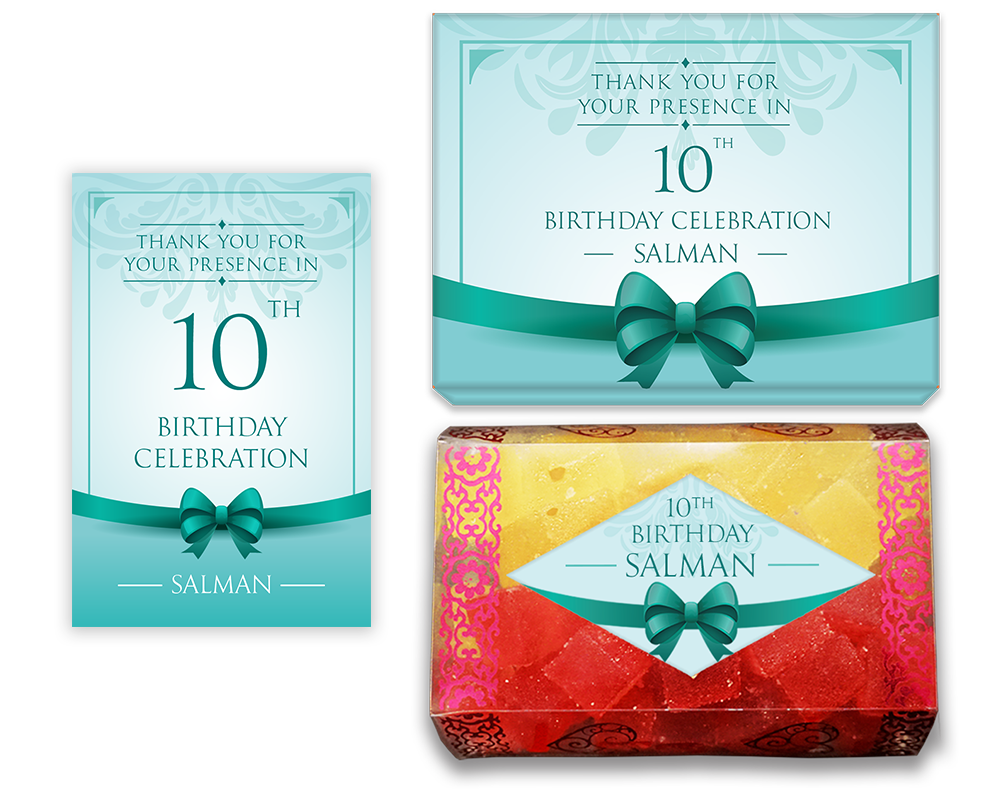 THANK YOU FOR
YOUR PRESENCE IN
10TH
BIRTHDAY
CELEBRATION
SALMAN
THANK YOU FOR
YOUR PRESENCE IN
10TH
BIRTHDAY CELEBRATION
SALMAN
10TH
BIRTHDAY
SALMAN